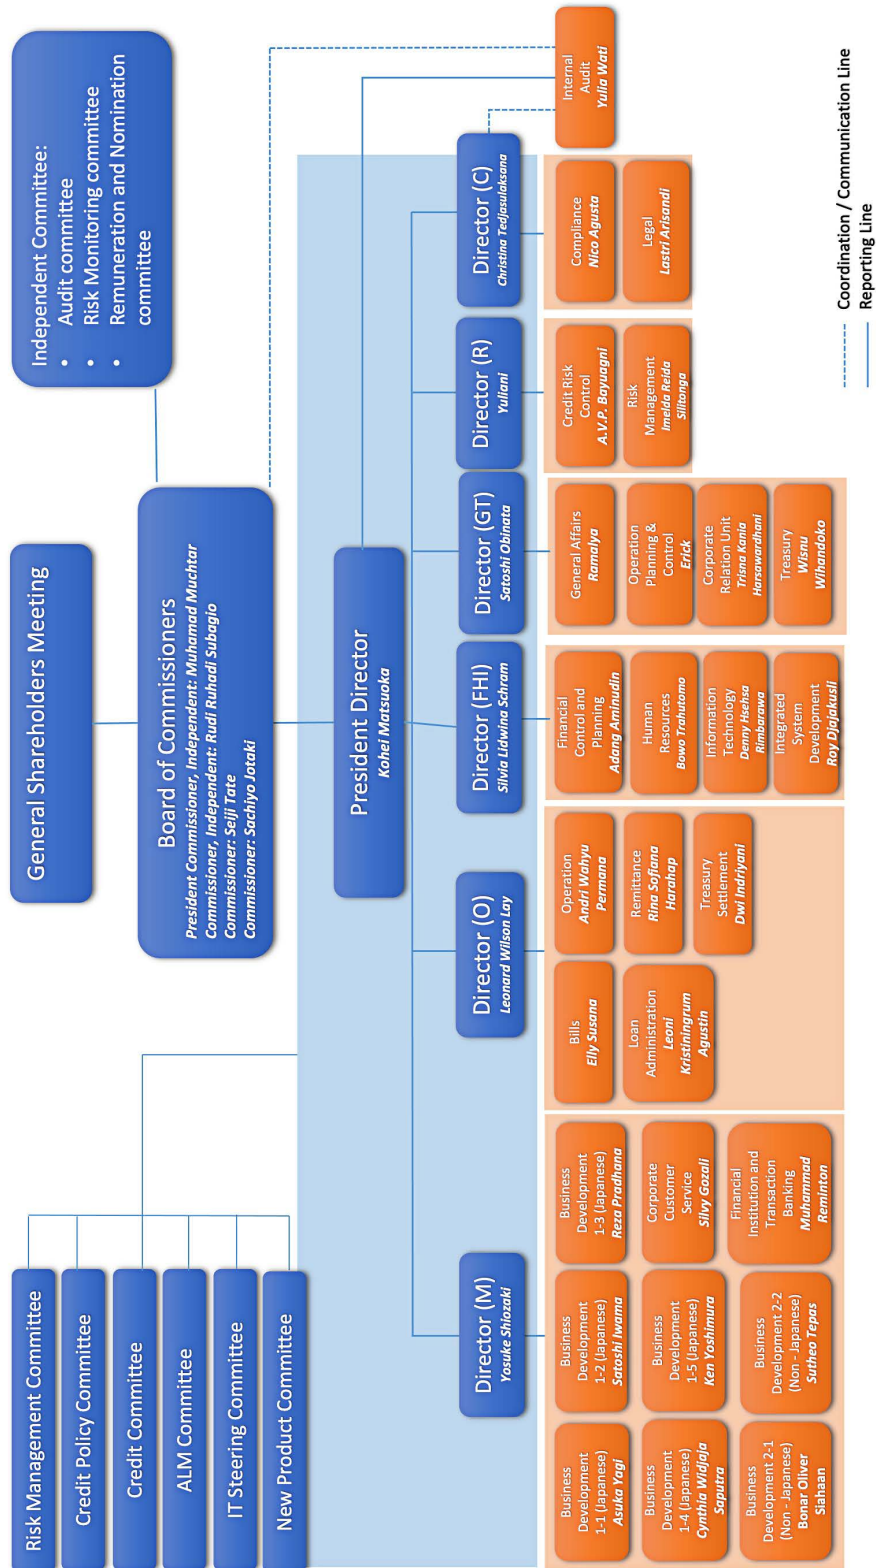 General Shareholders Meeting
Independent Committee:
• Audit committee
• Risk Monitoring committee
• Remuneration and Nomination
committee
Board of Commissioners
President Commissioner, Independent: Muhamad Muchtar
Commissioner, Independent: Rudi Ruhadi Subagio
Commissioner: Seiji Tate
Commissioner: Sachiyo Jotaki
Risk Management Committee
Credit Policy Committee
Credit Committee
ALM Committee
IT Steering Committee
New Product Committee
President Director
Kohei Matsuoka
Director (M)
Yosuke Shiozaki
Director (O)
Leonard Wilson Lay
Director (FHI)
Silvia Lidwina Schram
Director (GT)
Satoshi Obinata
Director (R)
Yuliani
Director (C)
Christina Tedjasulaksana
Internal
Audit
Yulia Wati
Business
Development
1-1 (Japanese)
Asuka Yagi
Business
Development
1-2 (Japanese)
Satoshi Iwama
Business
Development
1-3 (Japanese)
Reza Pradhana
Business
Development
1-4 (Japanese)
Cynthia Widjaja
Saputra
Business
Development
1-5 (Japanese)
Ken Yoshimura
Corporate
Customer
Service
Silvy Gozali
Business
Development 2-1
(Non - Japanese)
Bonar Oliver
Siahaan
Business
Development 2-2
(Non - Japanese)
Sutheo Tepas
Financial
Institution and
Transaction
Banking
Muhammad
Reminton
Bills
Elly Susana
Operation
Andri Wahyu
Permana
Loan
Administration
Leoni
Kristiningrum
Agustin
Remittance
Rina Sofiana
Harahap
Treasury
Settlement
Dwi Indriyani
Financial
Control and
Planning
Adang Aminudin
Human
Resources
Bowo Trahutomo
Information
Technology
Denny Hsensa
Rimbarawa
Integrated
System
Development
Roy Djajakusli
General Affairs
Ramalya
Operation
Planning &
Control
Erick
Corporate
Relation Unit
Trisna Kania
Harsawardhani
Treasury
Wisnu
Wihandoko
Credit Risk
Control
A.V.P. Bayuagni
Risk
Management
Imelda Reida
Silitonga
Compliance
Nico Agusta
Legal
Lastri Arisandi
Coordination / Communication Line
Reporting Line